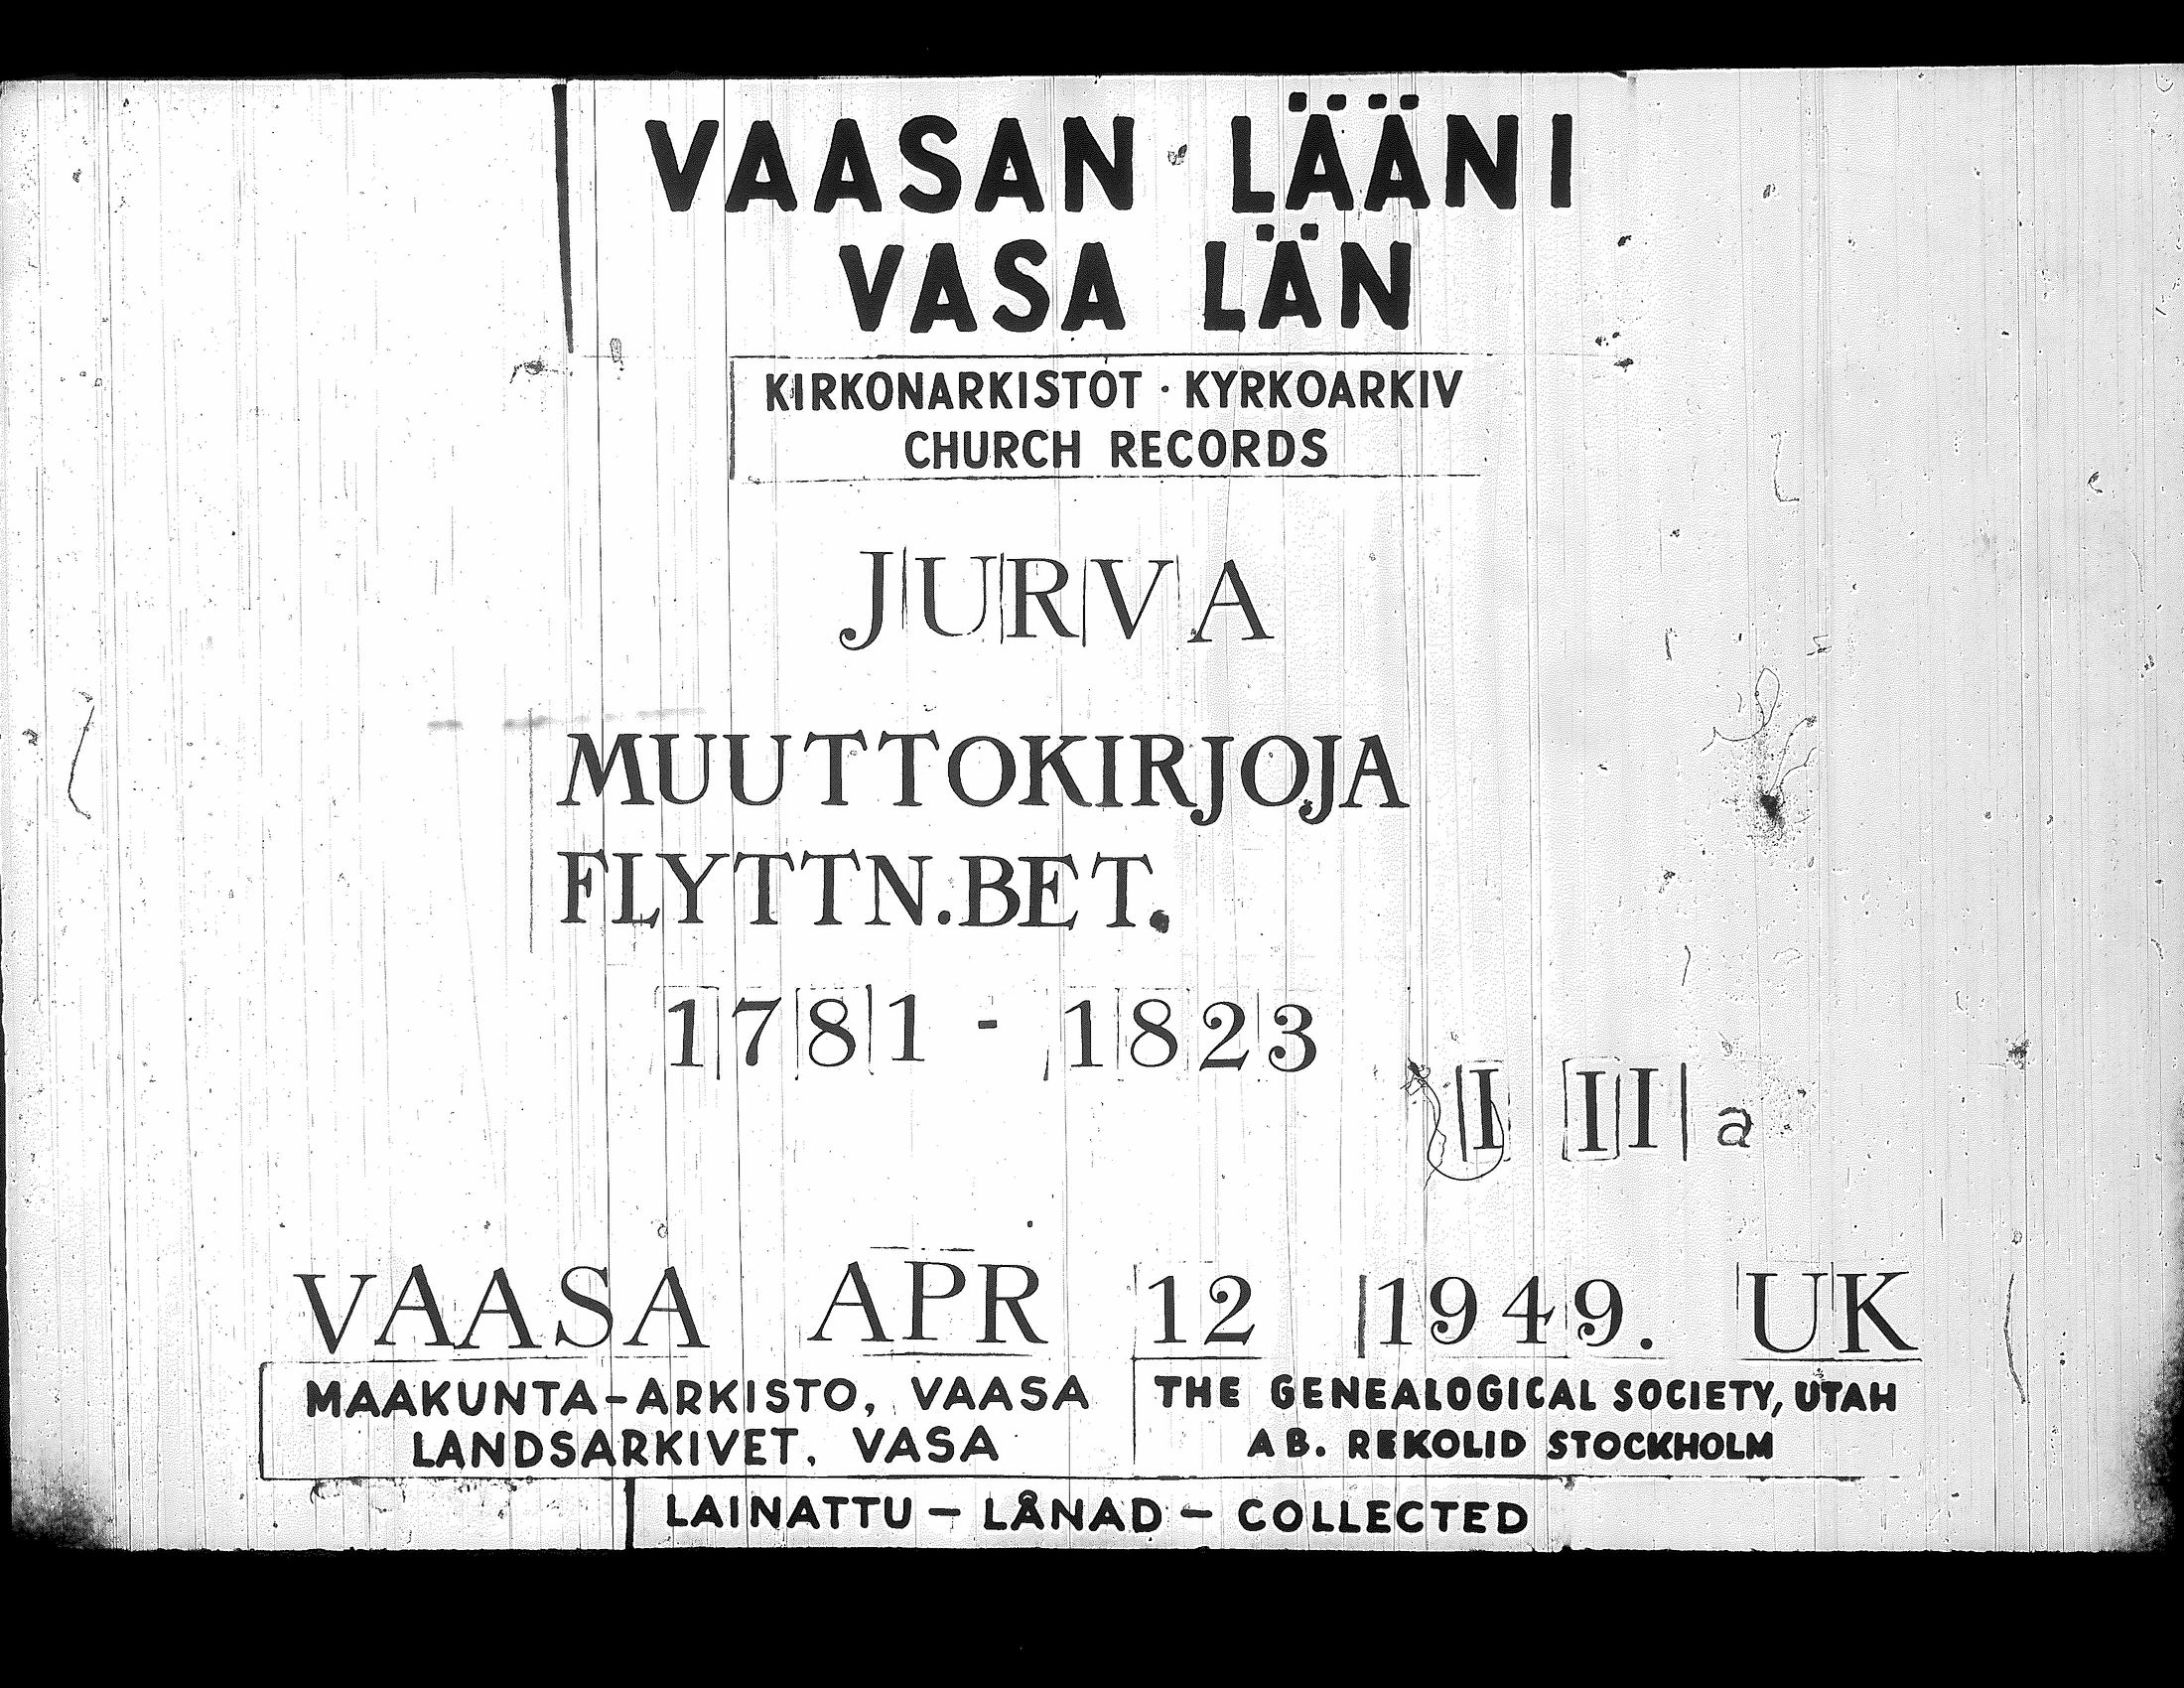 VAASAN LÄÄNI
VASA LÄN
KIRKONARKISTOT · KYRKOARKIV
CHURCH RECORDS
JURVA
MUUTTOKIRJOJA
FLYTTN.BET.
1781 - 1823
I II a
VAASA APR 12 1949. UK
MAAKUNTA-ARKISTO, VAASA
LANDSARKIVET, VASA
THE GENEALOGICAL SOCIETY, UTAH
AB. REKOLID STOCKHOLM
LAINATTU - LÅNAD - COLLECTED